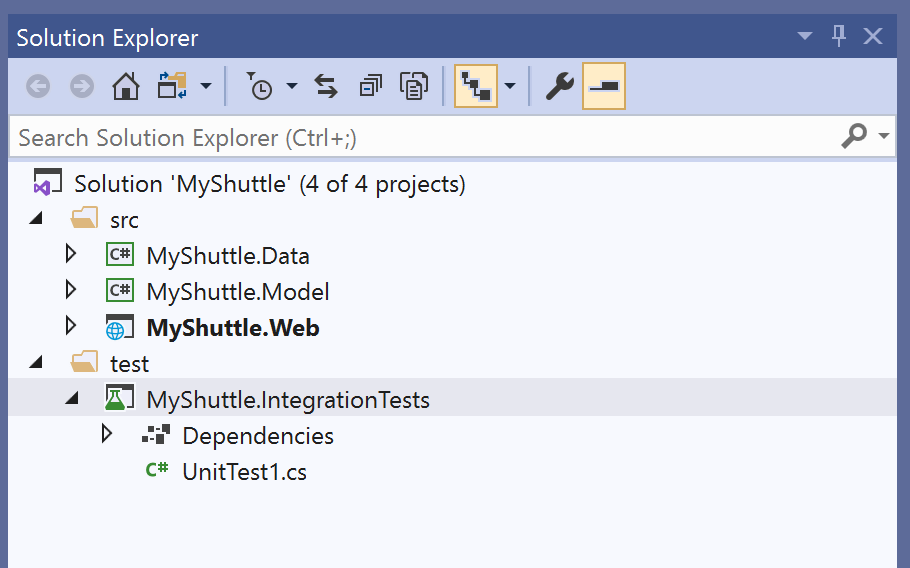 Solution Explorer
Search Solution Explorer (Ctrl+;)
Solution 'MyShuttle' (4 of 4 projects)
src
C# MyShuttle.Data
C# MyShuttle.Model
MyShuttle.Web
test
MyShuttle.IntegrationTests
Dependencies
C# UnitTest1.cs